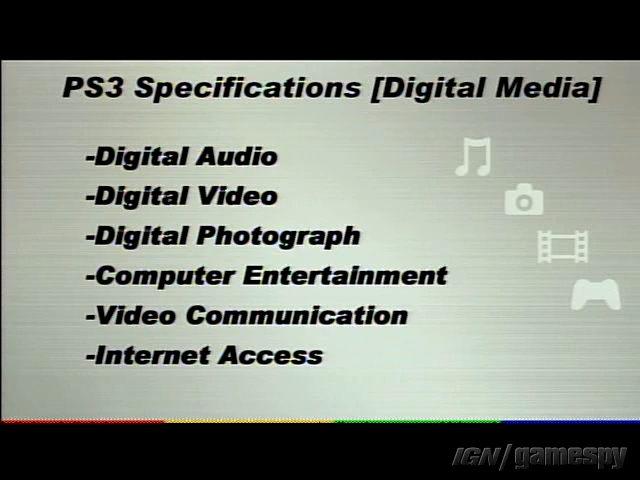 PS3 Specifications [Digital Media]
-Digital Audio
-Digital Video
-Digital Photograph
-Computer Entertainment
-Video Communication
-Internet Access
IGN/gamespy